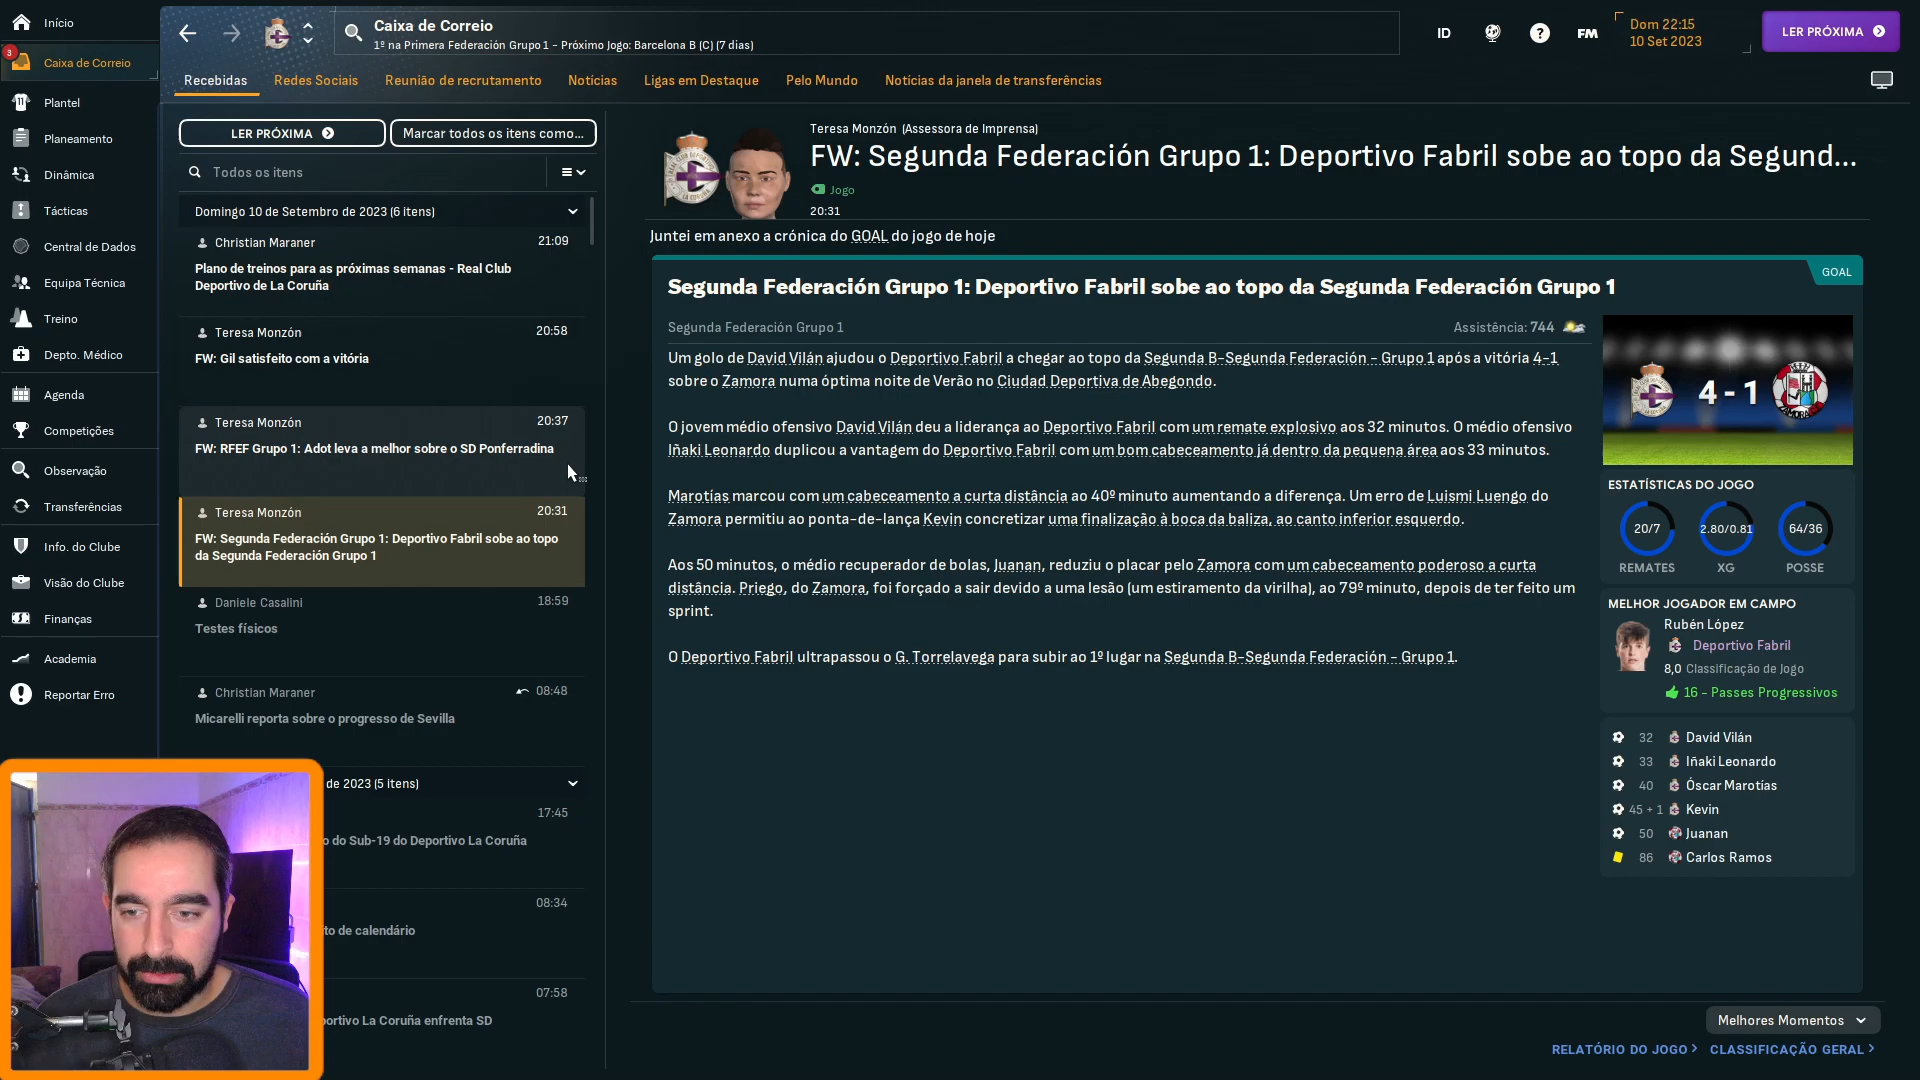 Início
3
Caixa de Correio
Plantel
Planeamento
Dinâmica
Tácticas
Central de Dados
Equipa Técnica
Treino
Depto. Médico
Agenda
Competições
Observação
Transferências
Info. do Clube
Visão do Clube
Finanças
Academia
Reportar Erro
Caixa de Correio
1º na Primera Federación Grupo 1 - Próximo Jogo: Barcelona B (C) (7 dias)
ID
?
FM
Dom 22:15
10 Set 2023
LER PRÓXIMA
Recebidas
Redes Sociais
Reunião de recrutamento
Notícias
Ligas em Destaque
Pelo Mundo
Notícias da janela de transferências
LER PRÓXIMA
Marcar todos os itens como...
Todos os itens
Domingo 10 de Setembro de 2023 (6 itens)
Christian Maraner
21:09
Plano de treinos para as próximas semanas - Real Club
Deportivo de La Coruña
Teresa Monzón
20:58
FW: Gil satisfeito com a vitória
Teresa Monzón
20:37
FW: RFEF Grupo 1: Adot leva a melhor sobre o SD Ponferradina
Teresa Monzón
20:31
FW: Segunda Federación Grupo 1: Deportivo Fabril sobe ao topo
da Segunda Federación Grupo 1
Daniele Casalini
18:59
Testes físicos
Christian Maraner
08:48
Micarelli reporta sobre o progresso de Sevilla
de 2023 (5 itens)
17:45
o do Sub-19 do Deportivo La Coruña
08:34
to de calendário
07:58
portivo La Coruña enfrenta SD
Teresa Monzón (Assessora de Imprensa)
FW: Segunda Federación Grupo 1: Deportivo Fabril sobe ao topo da Segund...
Jogo
20:31
Juntei em anexo a crónica do GOAL do jogo de hoje
GOAL
Segunda Federación Grupo 1: Deportivo Fabril sobe ao topo da Segunda Federación Grupo 1
Segunda Federación Grupo 1
Assistência: 744
Um golo de David Vilán ajudou o Deportivo Fabril a chegar ao topo da Segunda B-Segunda Federación - Grupo 1 após a vitória 4-1
sobre o Zamora numa óptima noite de Verão no Ciudad Deportiva de Abegondo.
O jovem médio ofensivo David Vilán deu a liderança ao Deportivo Fabril com um remate explosivo aos 32 minutos. O médio ofensivo
Iñaki Leonardo duplicou a vantagem do Deportivo Fabril com um bom cabeceamento já dentro da pequena área aos 33 minutos.
Marotías marcou com um cabeceamento a curta distância ao 40º minuto aumentando a diferença. Um erro de Luismi Luengo do
Zamora permitiu ao ponta-de-lança Kevin concretizar uma finalização à boca da baliza, ao canto inferior esquerdo.
Aos 50 minutos, o médio recuperador de bolas, Juanan, reduziu o placar pelo Zamora com um cabeceamento poderoso a curta
distância. Priego, do Zamora, foi forçado a sair devido a uma lesão (um estiramento da virilha), ao 79º minuto, depois de ter feito um
sprint.
O Deportivo Fabril ultrapassou o G. Torrelavega para subir ao 1º lugar na Segunda B-Segunda Federación - Grupo 1.
4 - 1
ESTATÍSTICAS DO JOGO
20/7
2.80/0.81
64/36
REMATES
XG
POSSE
MELHOR JOGADOR EM CAMPO
Rubén López
Deportivo Fabril
8,0 Classificação de Jogo
16 - Passes Progressivos
32 David Vilán
33 Iñaki Leonardo
40 Óscar Marotías
45 + 1 Kevin
50 Juanan
86 Carlos Ramos
Melhores Momentos
RELATÓRIO DO JOGO
CLASSIFICAÇÃO GERAL